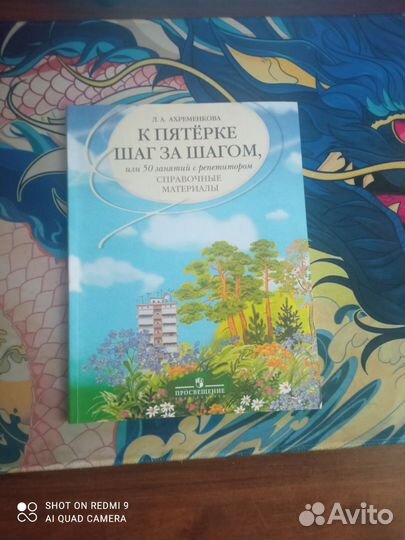 Л. А. АХРЕМЕНКОВА
К ПЯТЁРКЕ
ШАГ ЗА ШАГОМ,
или 50 занятий с репетитором
СПРАВОЧНЫЕ
МАТЕРИАЛЫ
ПРОСВЕЩЕНИЕ
SHOT ON REDMI 9
AI QUAD CAMERA
Avito